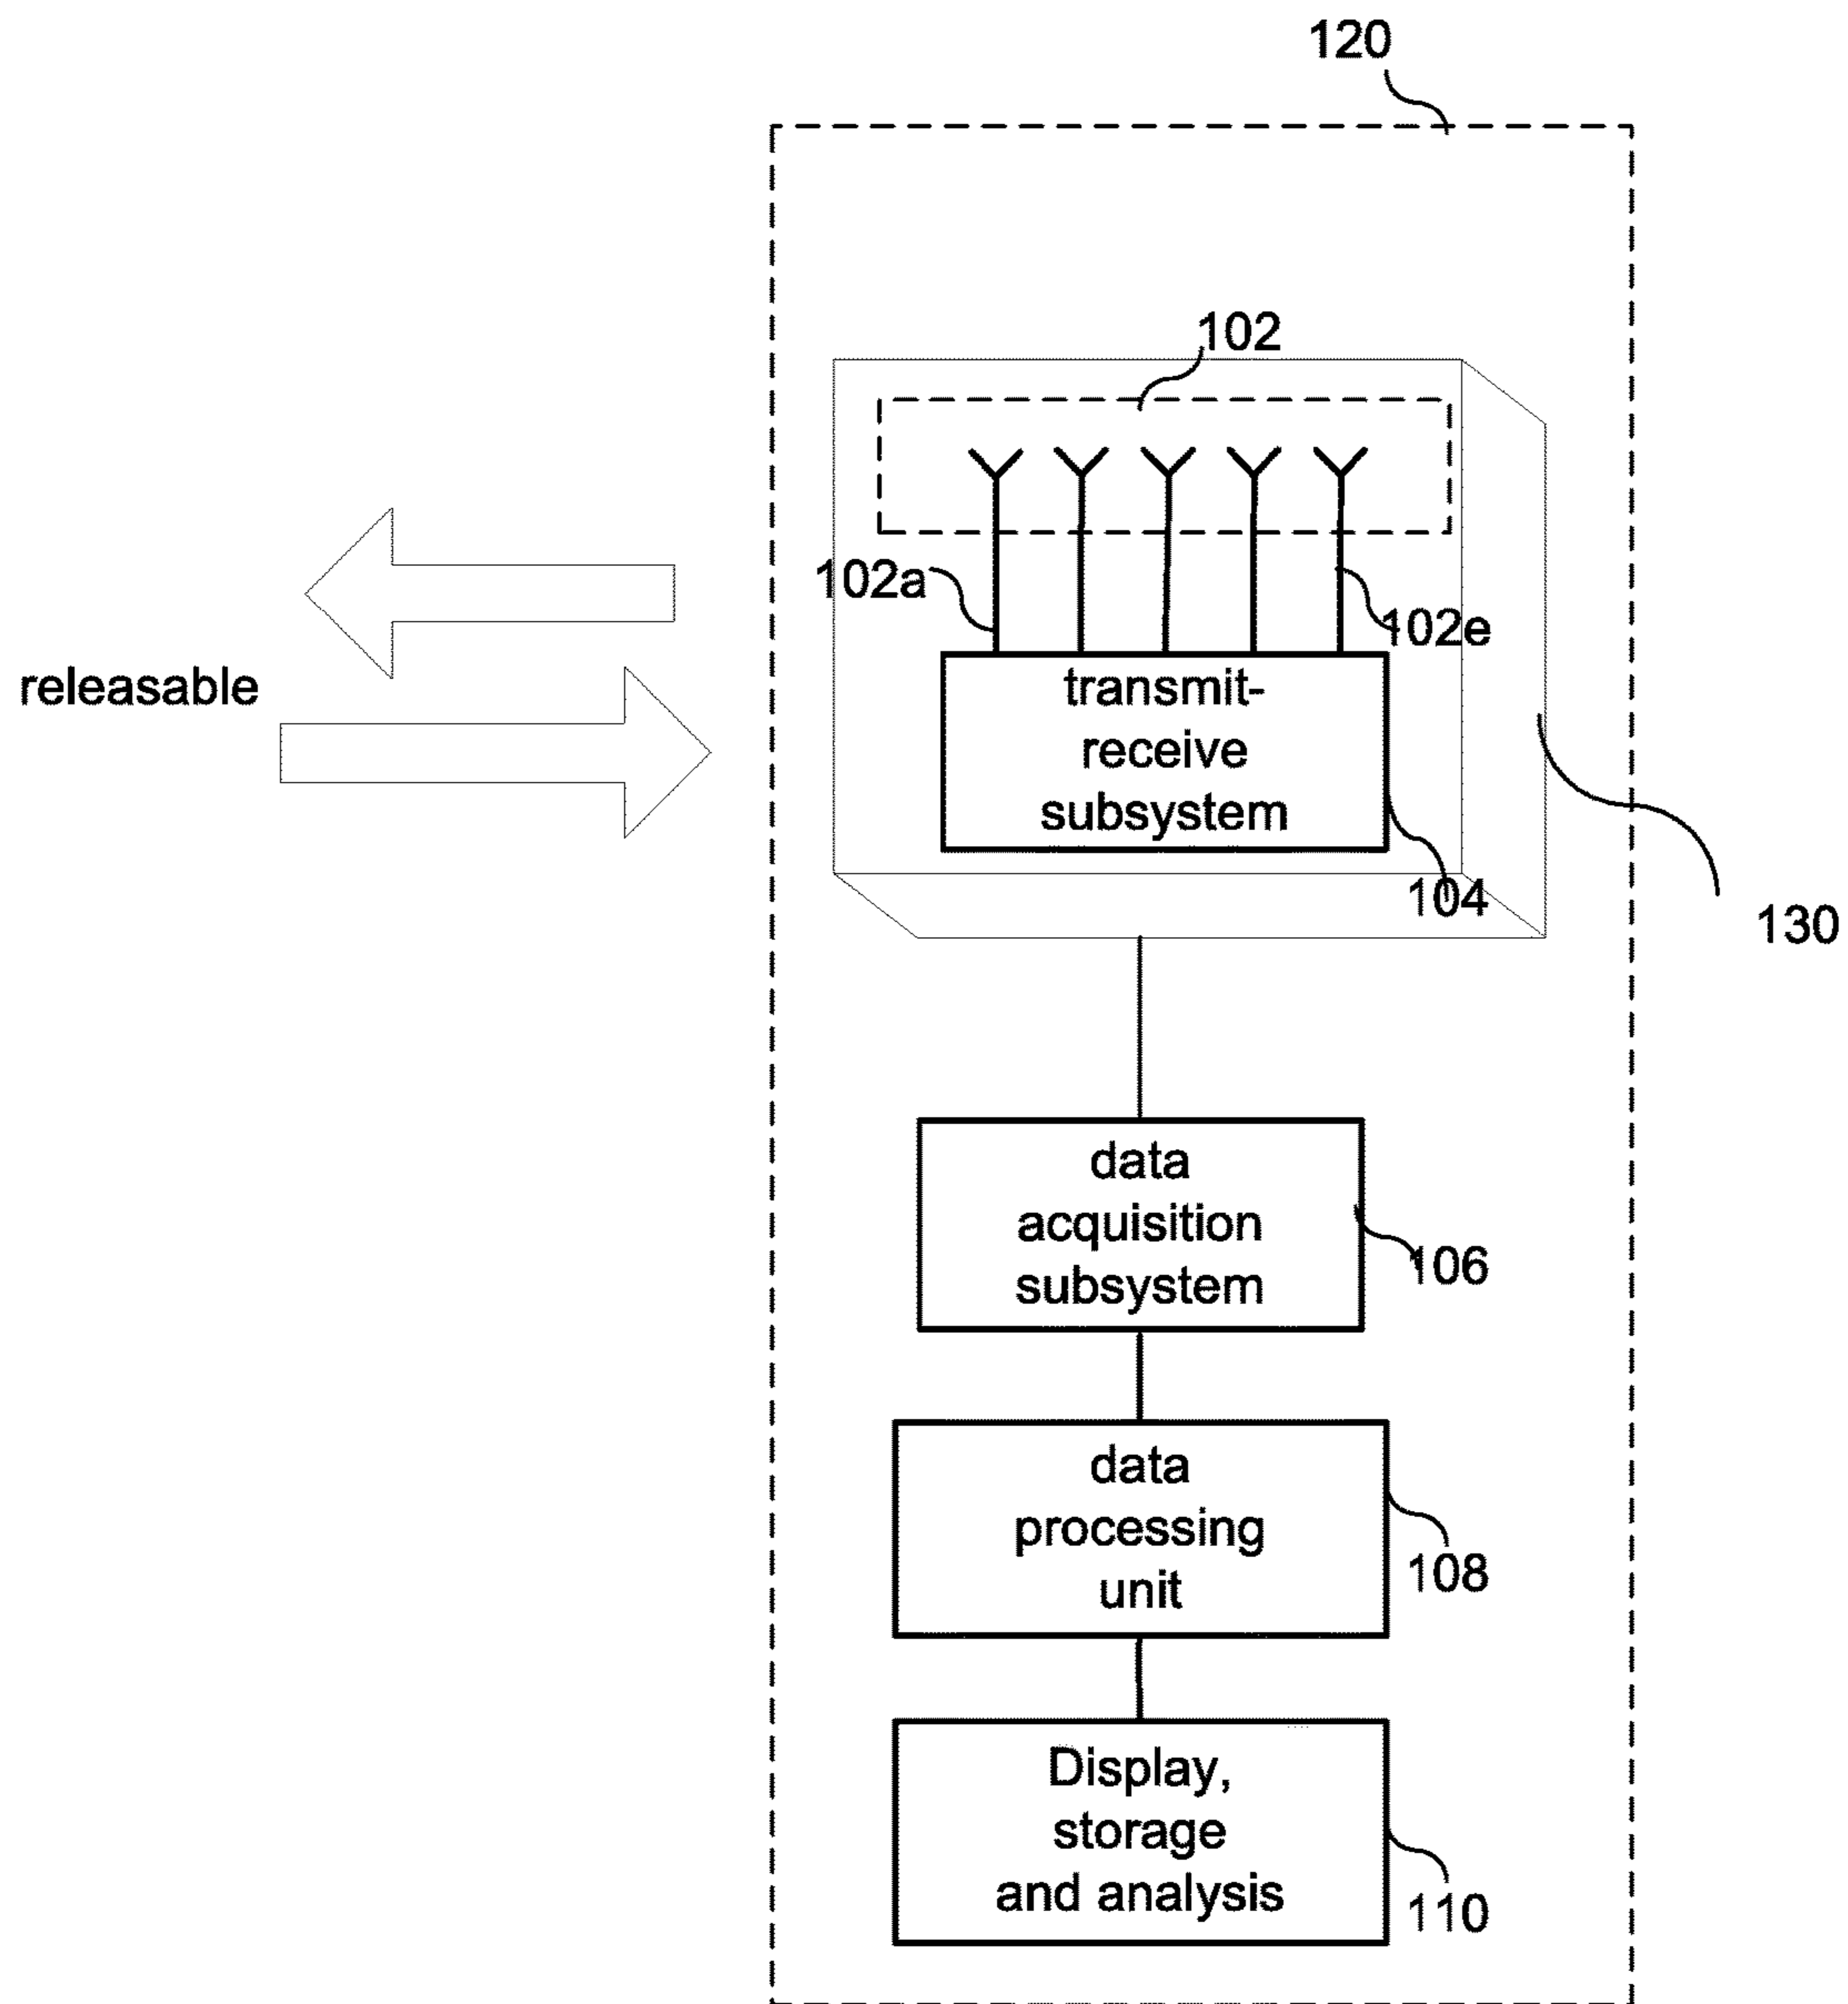 120
102
102a
102e
releasable
transmit-
receive
subsystem
104
130
data
acquisition
subsystem
106
data
processing
unit
108
Display,
storage
and analysis
110